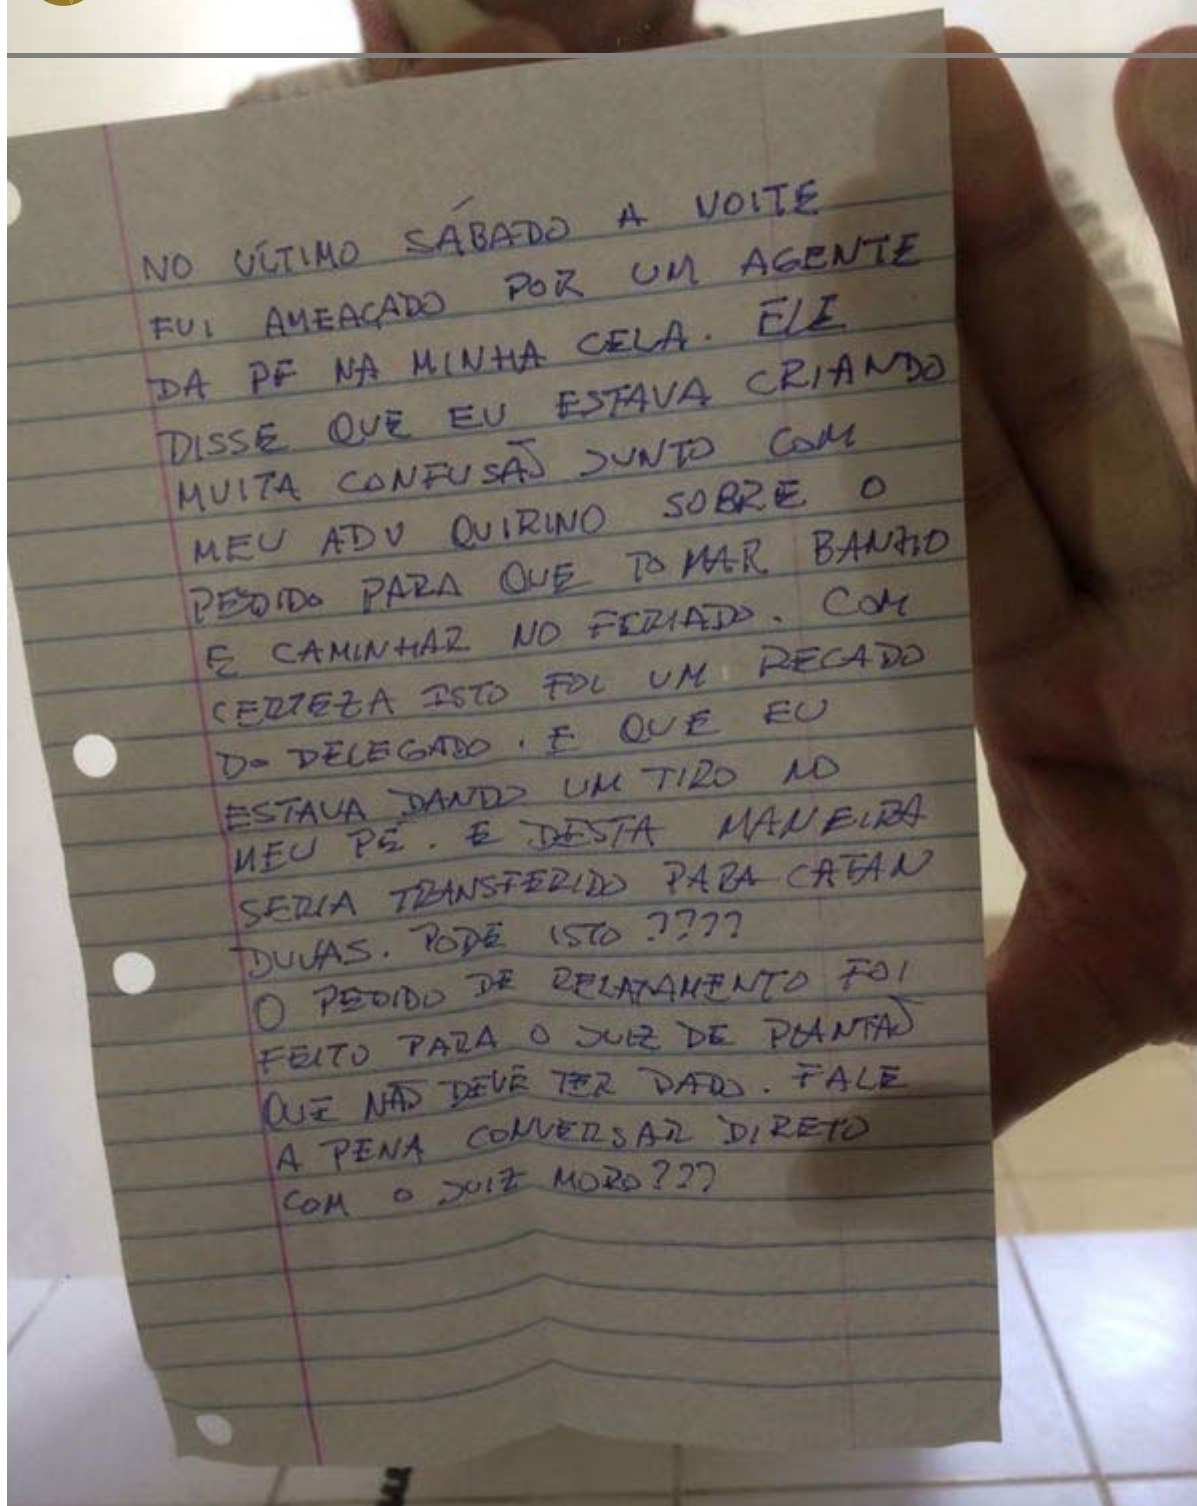 NO ÚLTIMO SÁBADO A NOITE
FUI AMEAÇADO POR UM AGENTE
DA PF NA MINHA CELA. ELE
DISSE QUE EU ESTAVA CRIANDO
MUITA CONFUSÃO JUNTO COM
MEU ADV QUIRINO SOBRE O
PEDIDO PARA QUE TOMAR BANHO
E CAMINHAR NO FERIADO. COM
CERTEZA ISTO FOI UM RECADO
DO DELEGADO. E QUE EU
ESTAVA DANDO UM TIRO NO
MEU PÉ. E DESTA MANEIRA
SERIA TRANSFERIDO PARA CATAN
DUVAS. PODE ISTO ????
O PEDIDO DE RELAXAMENTO FOI
FEITO PARA O JUIZ DE PLANTÃO
QUE NÃO DEVE TER DADO. FALE
A PENA CONVERSAR DIRETO
COM O JUIZ MORO???